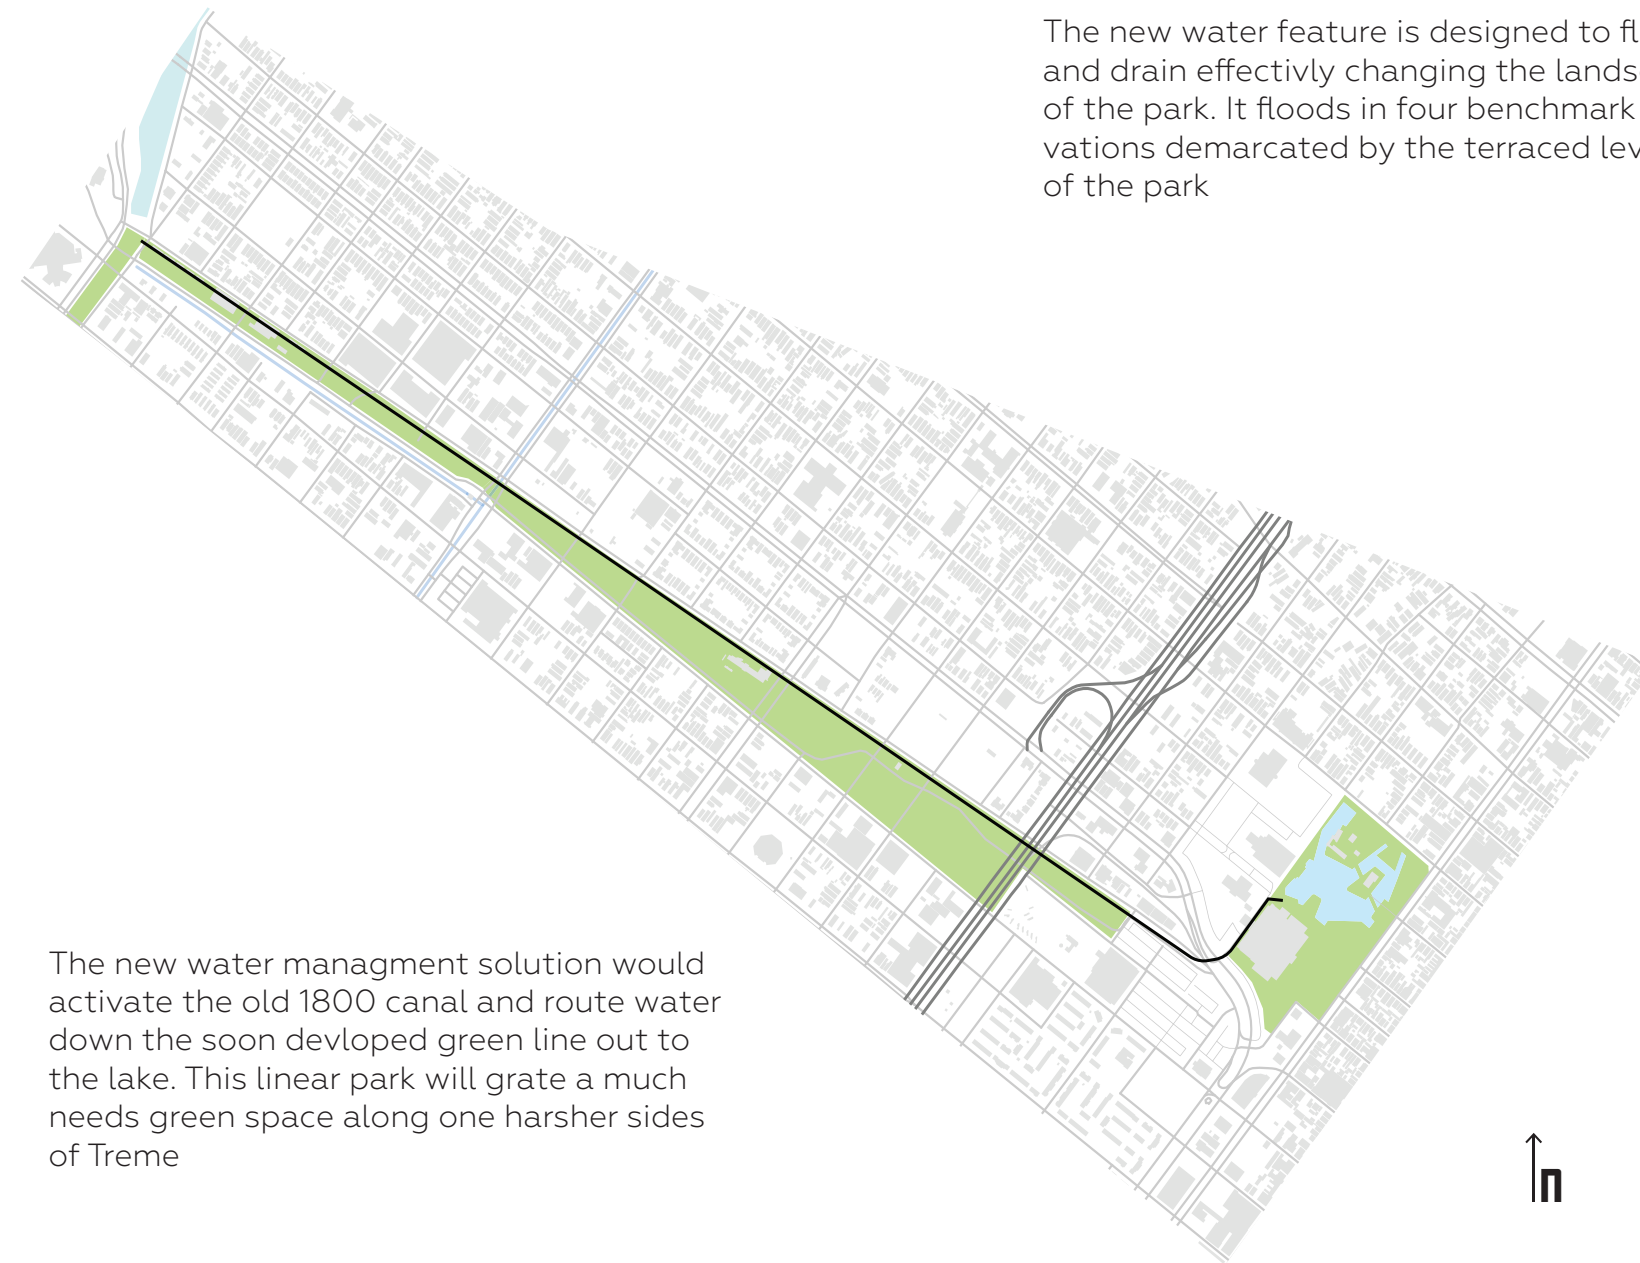 The new water feature is designed to fl
and drain effectivly changing the lands
of the park. It floods in four benchmark
vations demarcated by the terraced lev
of the park
The new water managment solution would
activate the old 1800 canal and route water
down the soon devloped green line out to
the lake. This linear park will grate a much
needs green space along one harsher sides
of Treme
n